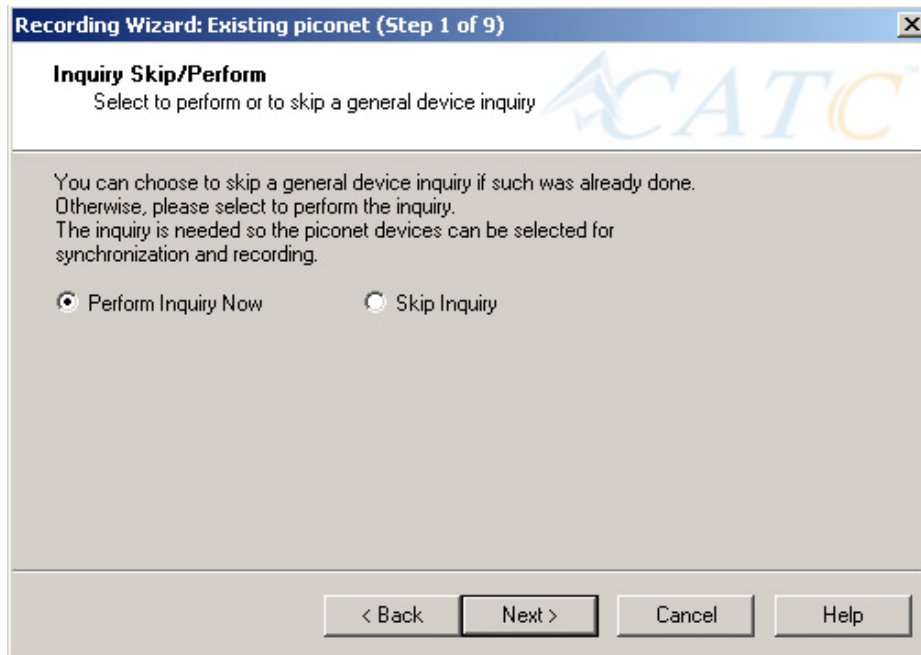 Recording Wizard: Existing piconet (Step 1 of 9)
Inquiry Skip/Perform
Select to perform or to skip a general device inquiry
CATC™
You can choose to skip a general device inquiry if such was already done.
Otherwise, please select to perform the inquiry.
The inquiry is needed so the piconet devices can be selected for
synchronization and recording.
Perform Inquiry Now Skip Inquiry
< Back Next > Cancel Help